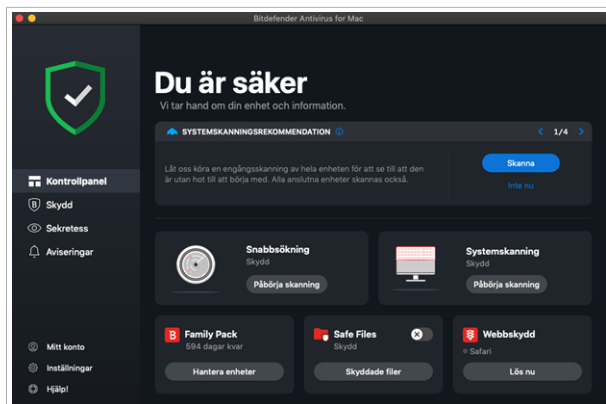 Bitdefender Antivirus for Mac
Du är säker
Vi tar hand om din enhet och information.
SYSTEMSKANNINGSREKOMMENDATION
1/4
Låt oss köra en engångsskanning av hela enheten för att se till att den
är utan hot till att börja med. Alla anslutna enheter skannas också.
Skanna
Inte nu
Kontrollpanel
Skydd
Sekretess
Aviseringar
Snabbsökning
Skydd
Påbörja skanning
Systemskanning
Skydd
Påbörja skanning
B Family Pack
594 dagar kvar
Hantera enheter
Safe Files
Skydd
Skyddade filer
Webbskydd
Safari
Lös nu
Mitt konto
Inställningar
Hjälp!